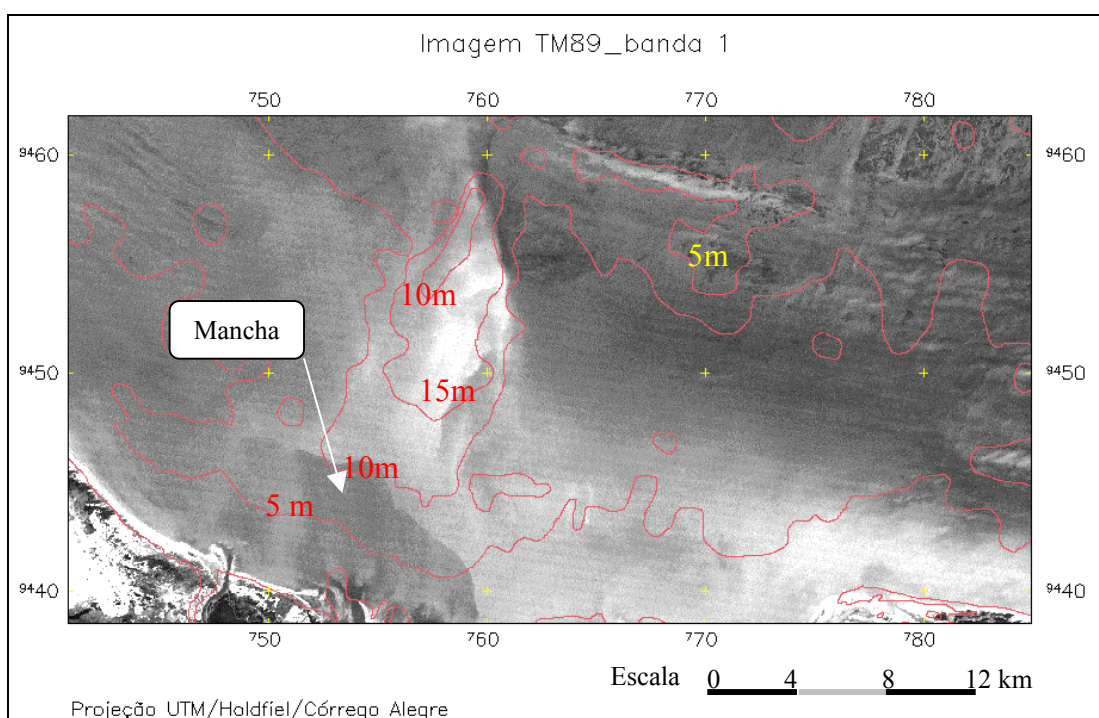 Imagem TM89_banda 1
750 760 770 780
9460 9460
5m
10m
Mancha
9450 9450
15m
10m
5 m
9440 9440
750 760 770 780
Escala 0 4 8 12 km
Projeção UTM/Holdfiel/Córrego Alegre